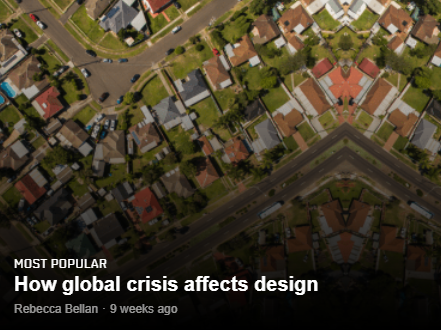 MOST POPULAR
How global crisis affects design
Rebecca Bellan · 9 weeks ago